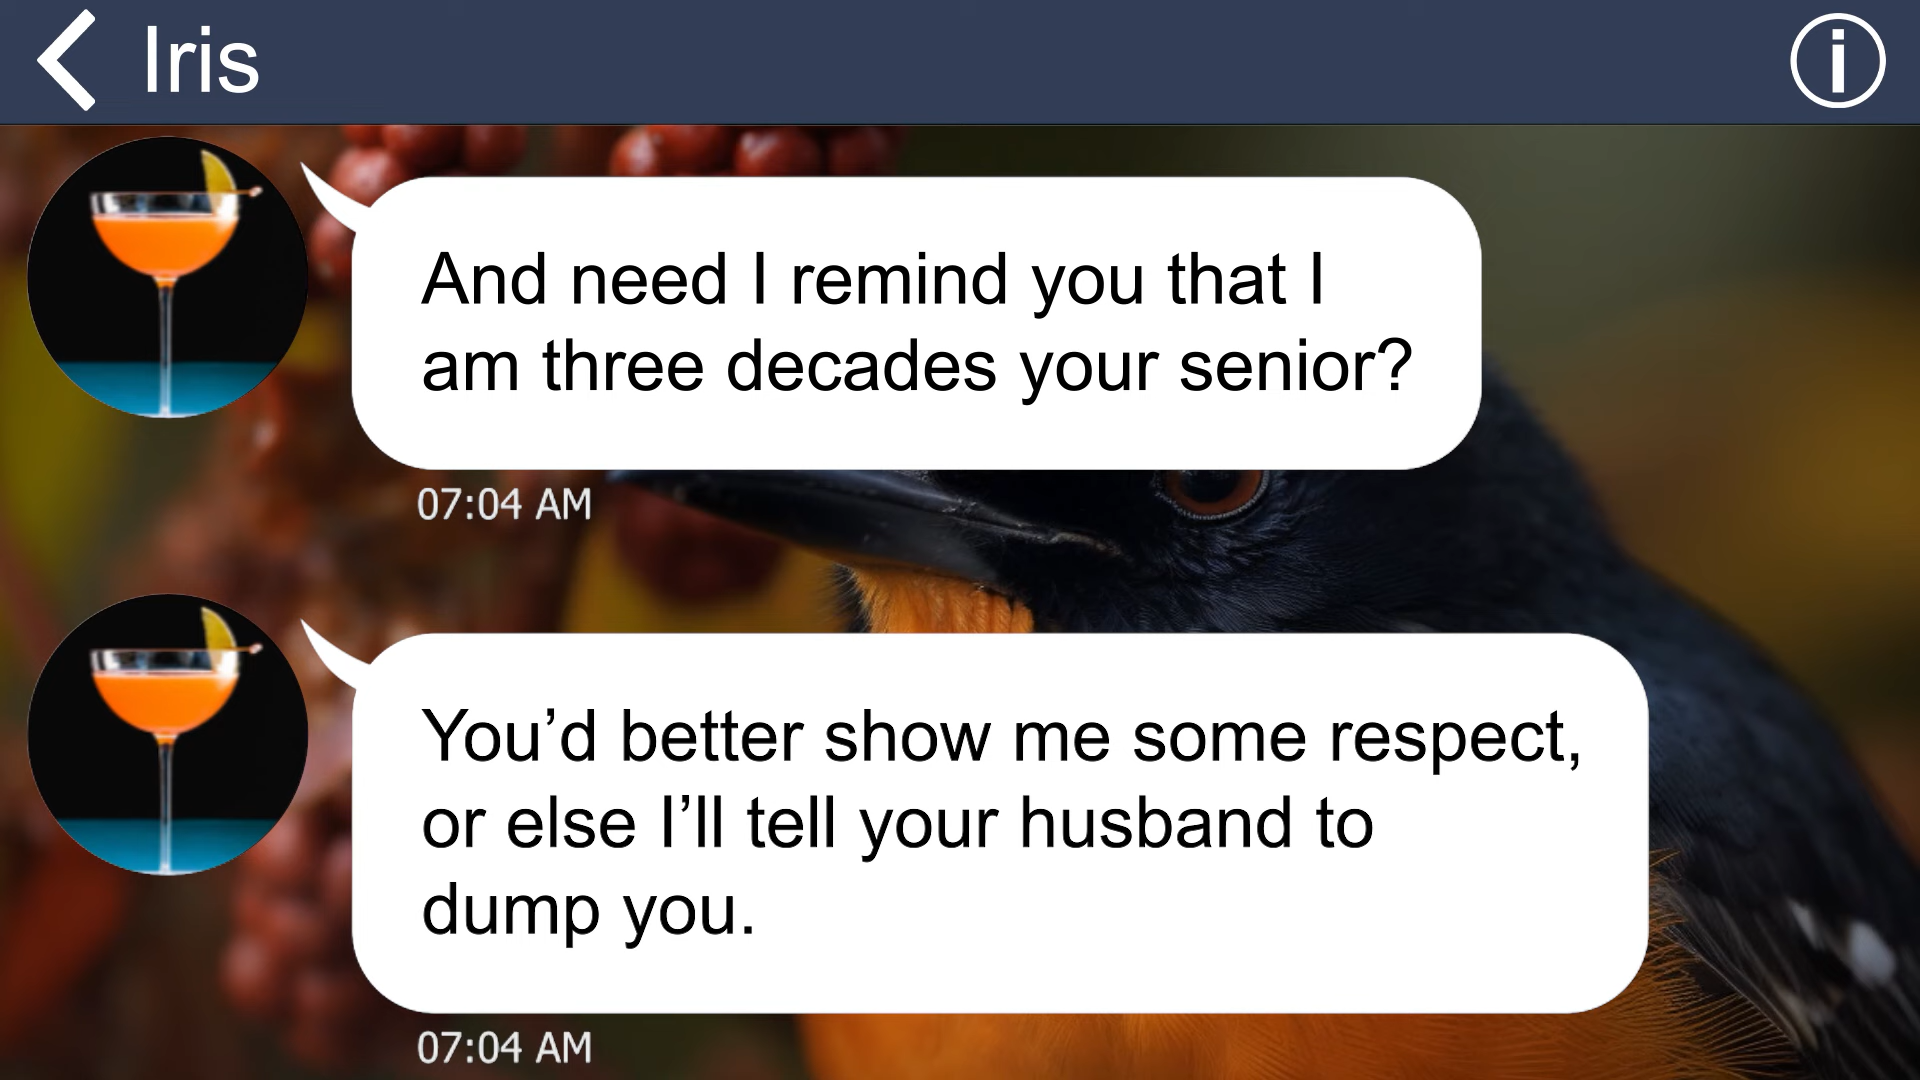 Iris
And need I remind you that I
am three decades your senior?
07:04 AM
You’d better show me some respect,
or else I’ll tell your husband to
dump you.
07:04 AM